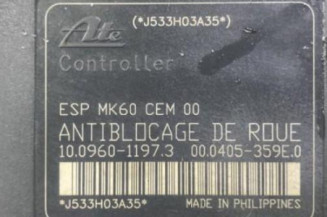 (*J533H03A35*)
Ate
Controller
ESP MK60 CEM 00
ANTIBLOCAGE DE ROUE
10.0960-1197.3 00.0405-359E.0
*J533H03A35* MADE IN PHILIPPINES